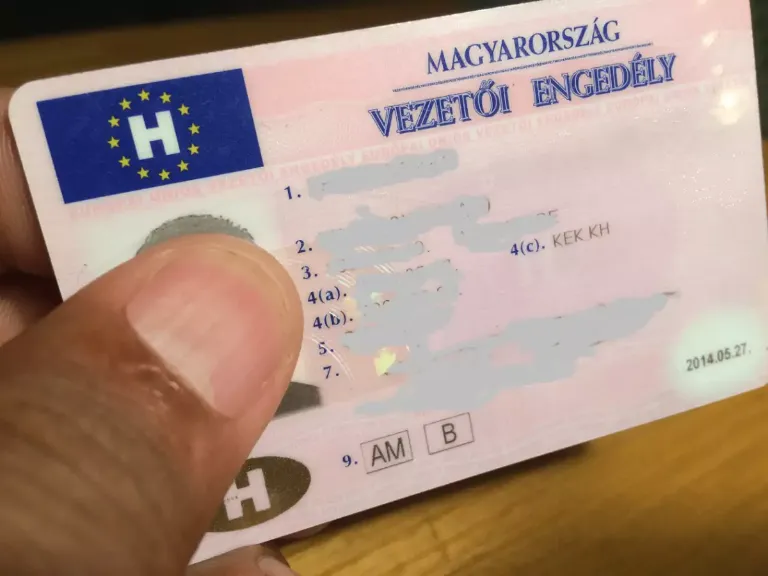 H
MAGYARORSZÁG
VEZETŐI ENGEDÉLY
1.
2.
3.
4(a).
4(c). KEK KH
4(b).
5.
7.
2014.05.27.
9. AM B
H